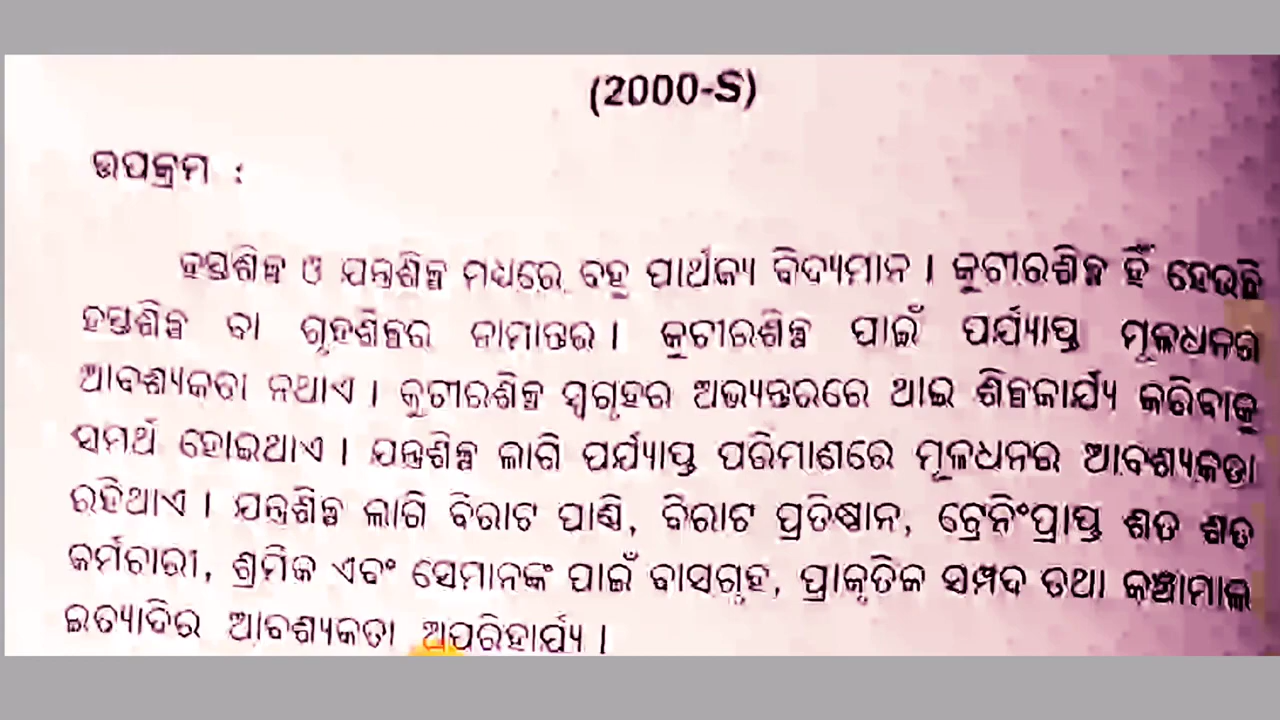 (2000-S)
ଉପକ୍ରମ :
ହସ୍ତଶିଳ୍ପ ଓ ଯନ୍ତ୍ରଶିଳ୍ପ ମଧ୍ୟରେ ବହୁ ପାର୍ଥକ୍ୟ ବିଦ୍ୟମାନ । କୁଟୀରଶିଳ୍ପ ହିଁ ହେଉଛି
ହସ୍ତଶିଳ୍ପ ବା ଗୃହଶିଳ୍ପର ନାମାନ୍ତର । କୁଟୀରଶିଳ୍ପ ପାଇଁ ପର୍ଯ୍ୟାପ୍ତ ମୂଳଧନର
ଆବଶ୍ୟକତା ନଥାଏ । କୁଟୀରଶିଳ୍ପ ସ୍ୱଗୃହର ଅଭ୍ୟନ୍ତରରେ ଥାଇ ଶିଳ୍ପକାର୍ଯ୍ୟ କରିବାକୁ
ସମର୍ଥ ହୋଇଥାଏ । ଯନ୍ତ୍ରଶିଳ୍ପ ଲାଗି ପର୍ଯ୍ୟାପ୍ତ ପରିମାଣରେ ମୂଳଧନର ଆବଶ୍ୟକତା
ରହିଥାଏ । ଯନ୍ତ୍ରଶିଳ୍ପ ଲାଗି ବିରାଟ ପାଣ୍ଠି, ବିରାଟ ପ୍ରତିଷ୍ଠାନ, ଟ୍ରେନିଂପ୍ରାପ୍ତ ଶତ ଶତ
କର୍ମଚାରୀ, ଶ୍ରମିକ ଏବଂ ସେମାନଙ୍କ ପାଇଁ ବାସଗୃହ, ପ୍ରାକୃତିକ ସମ୍ପଦ ତଥା କଞ୍ଚାମାଲ
ଇତ୍ୟାଦିର ଆବଶ୍ୟକତା ଅପରିହାର୍ଯ୍ୟ ।